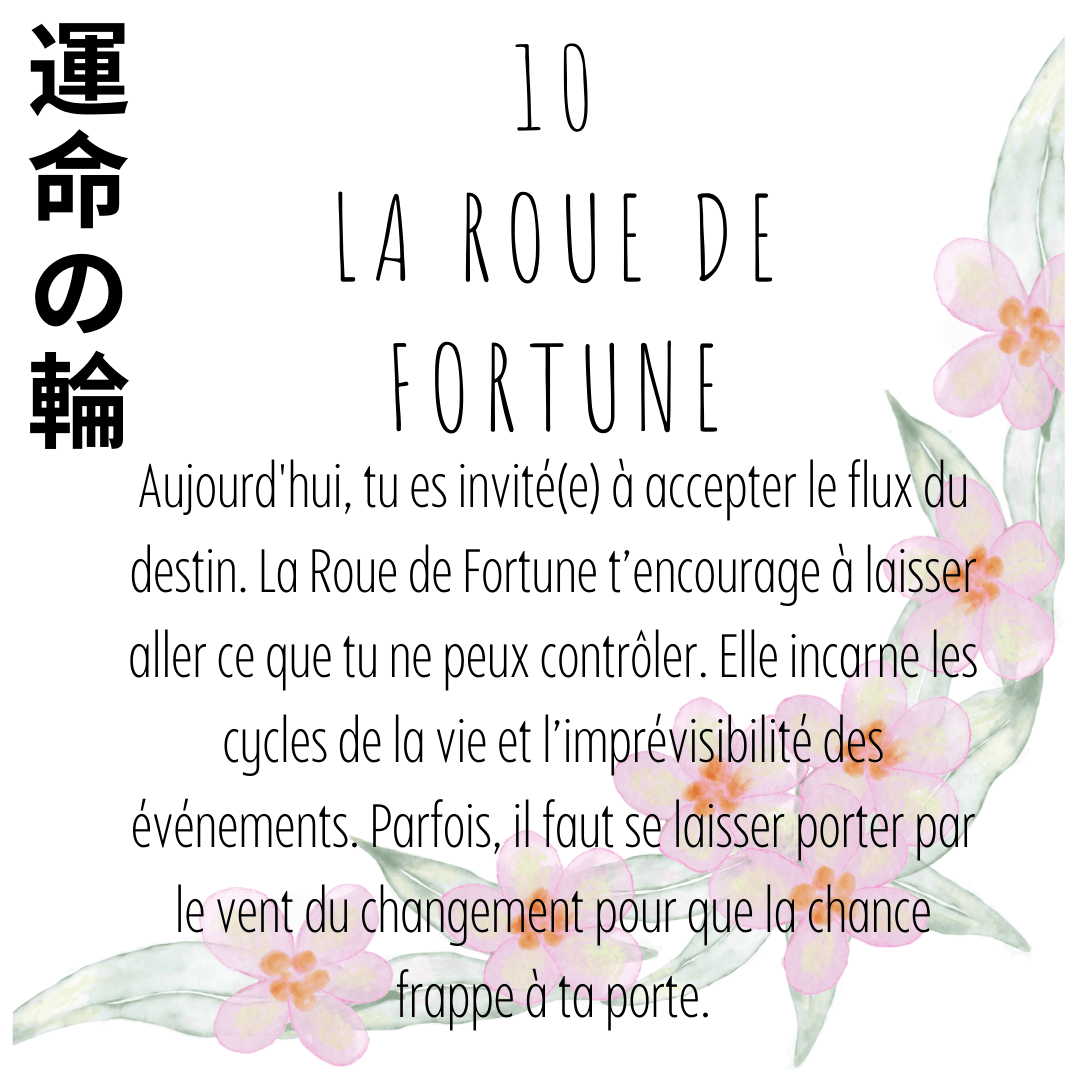 運命の輪
10
LA ROUE DE
FORTUNE
Aujourd'hui, tu es invité(e) à accepter le flux du
destin. La Roue de Fortune t’encourage à laisser
aller ce que tu ne peux contrôler. Elle incarne les
cycles de la vie et l’imprévisibilité des
événements. Parfois, il faut se laisser porter par
le vent du changement pour que la chance
frappe à ta porte.